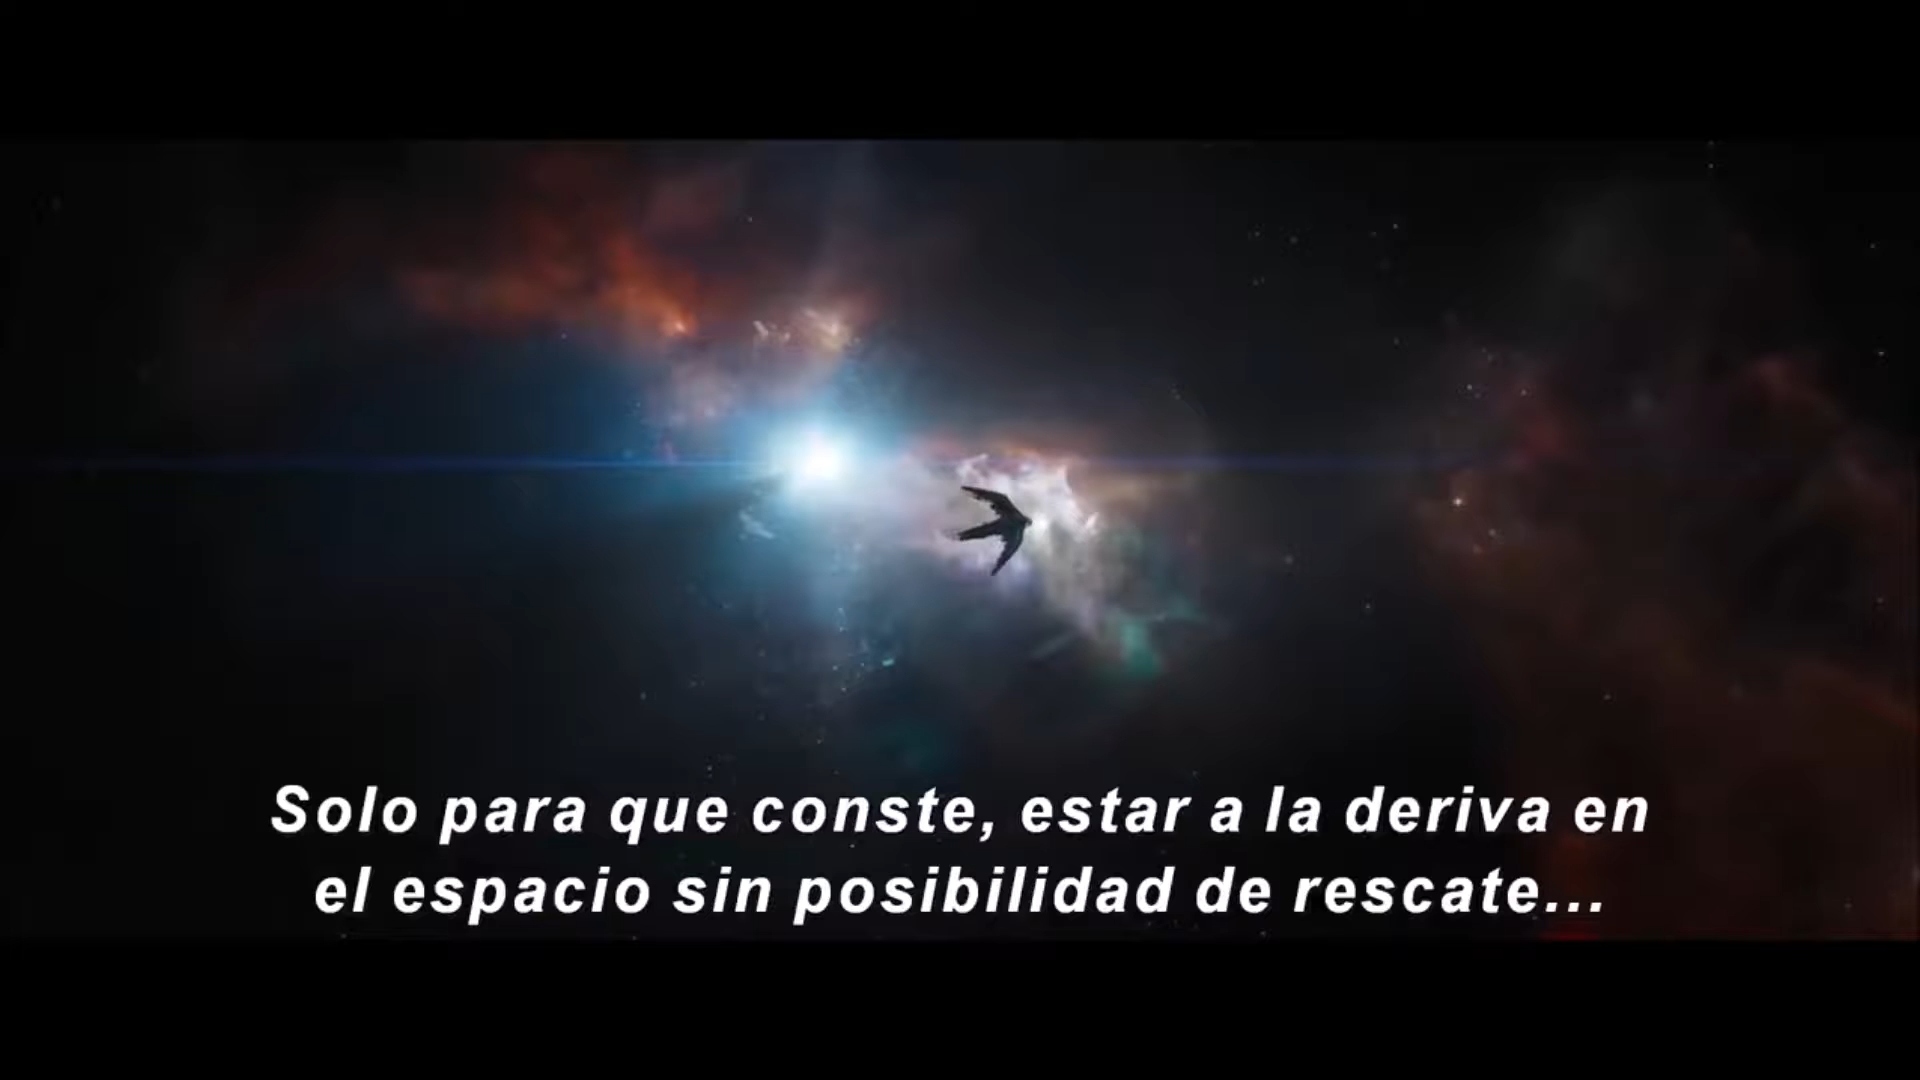 Solo para que conste, estar a la deriva en
el espacio sin posibilidad de rescate...